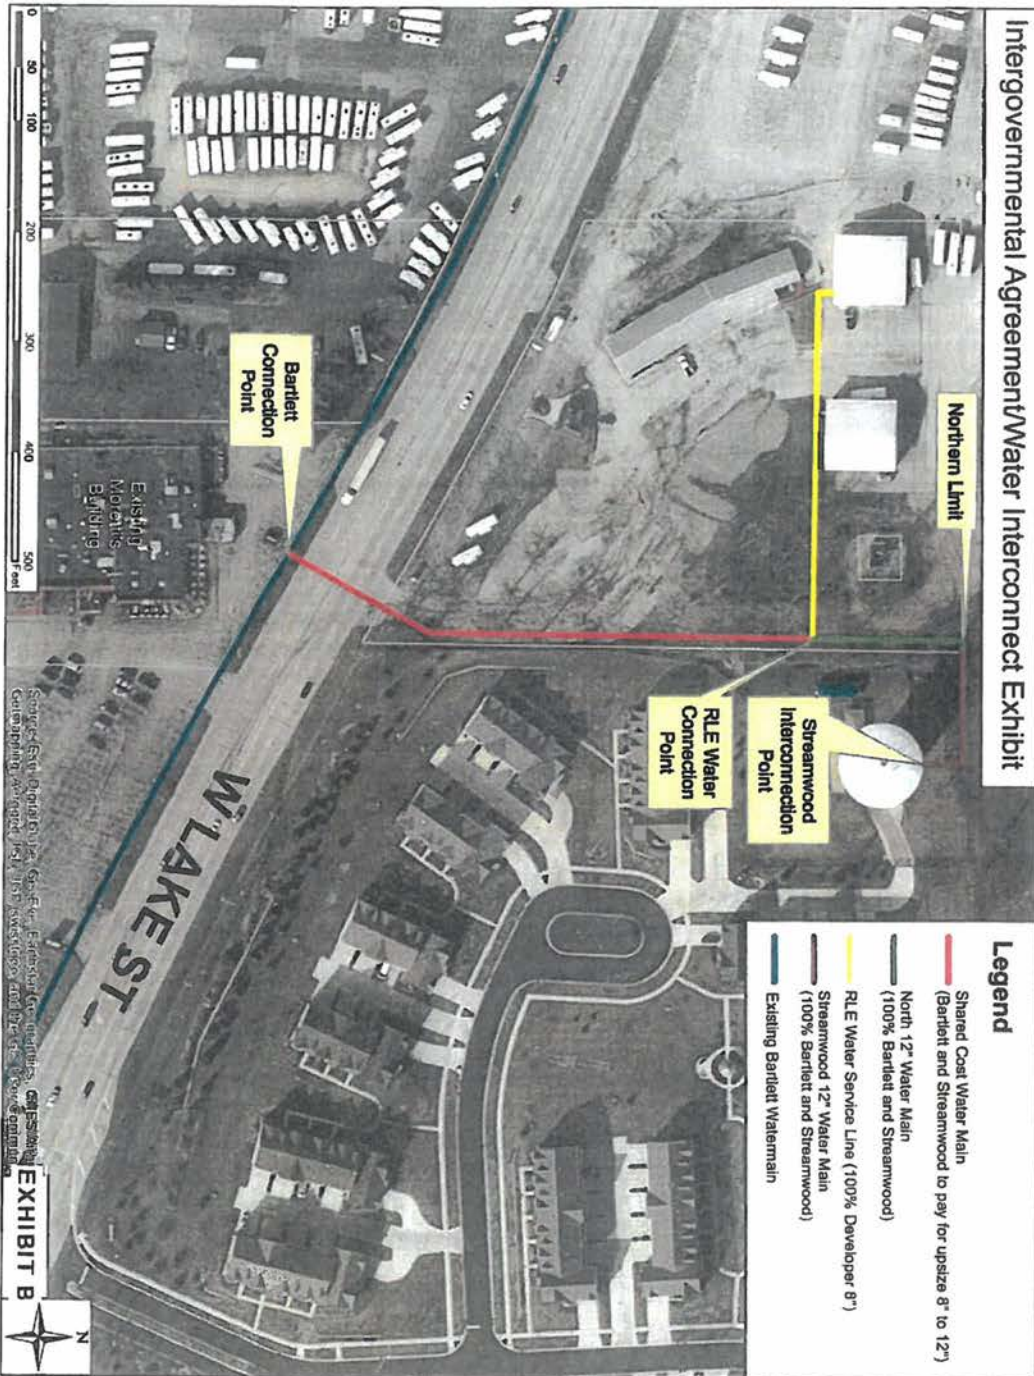 Intergovernmental Agreement/Water Interconnect Exhibit
Legend
Shared Cost Water Main
(Bartlett and Streamwood to pay for upsize 8" to 12")
North 12" Water Main
(100% Bartlett and Streamwood)
RLE Water Service Line (100% Developer 8")
Streamwood 12" Water Main
(100% Bartlett and Streamwood)
Existing Bartlett Watermain
Northern Limit
Streamwood
Interconnection
Point
RLE Water
Connection
Point
Bartlett
Connection
Point
Existing
Building
W LAKE ST
0 50 100 200 300 400 500
Feet
EXHIBIT B
N